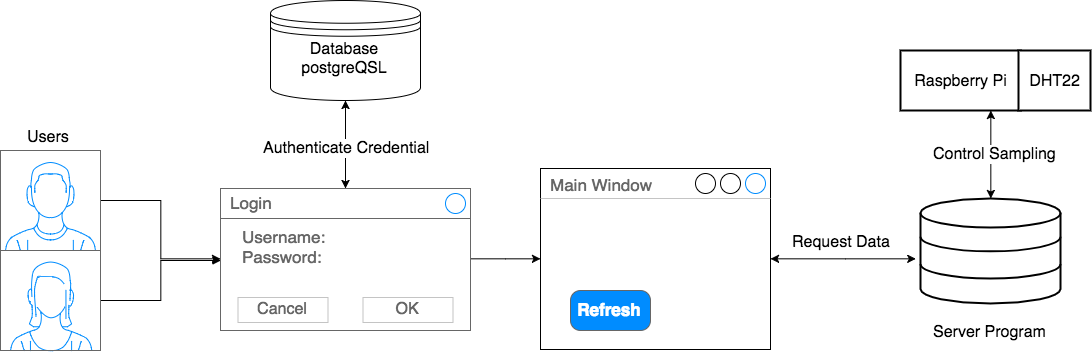 Database
postgreQSL
Raspberry Pi
DHT22
Users
Authenticate Credential
Control Sampling
Login
Main Window
Username:
Password:
Request Data
Cancel
OK
Refresh
Server Program